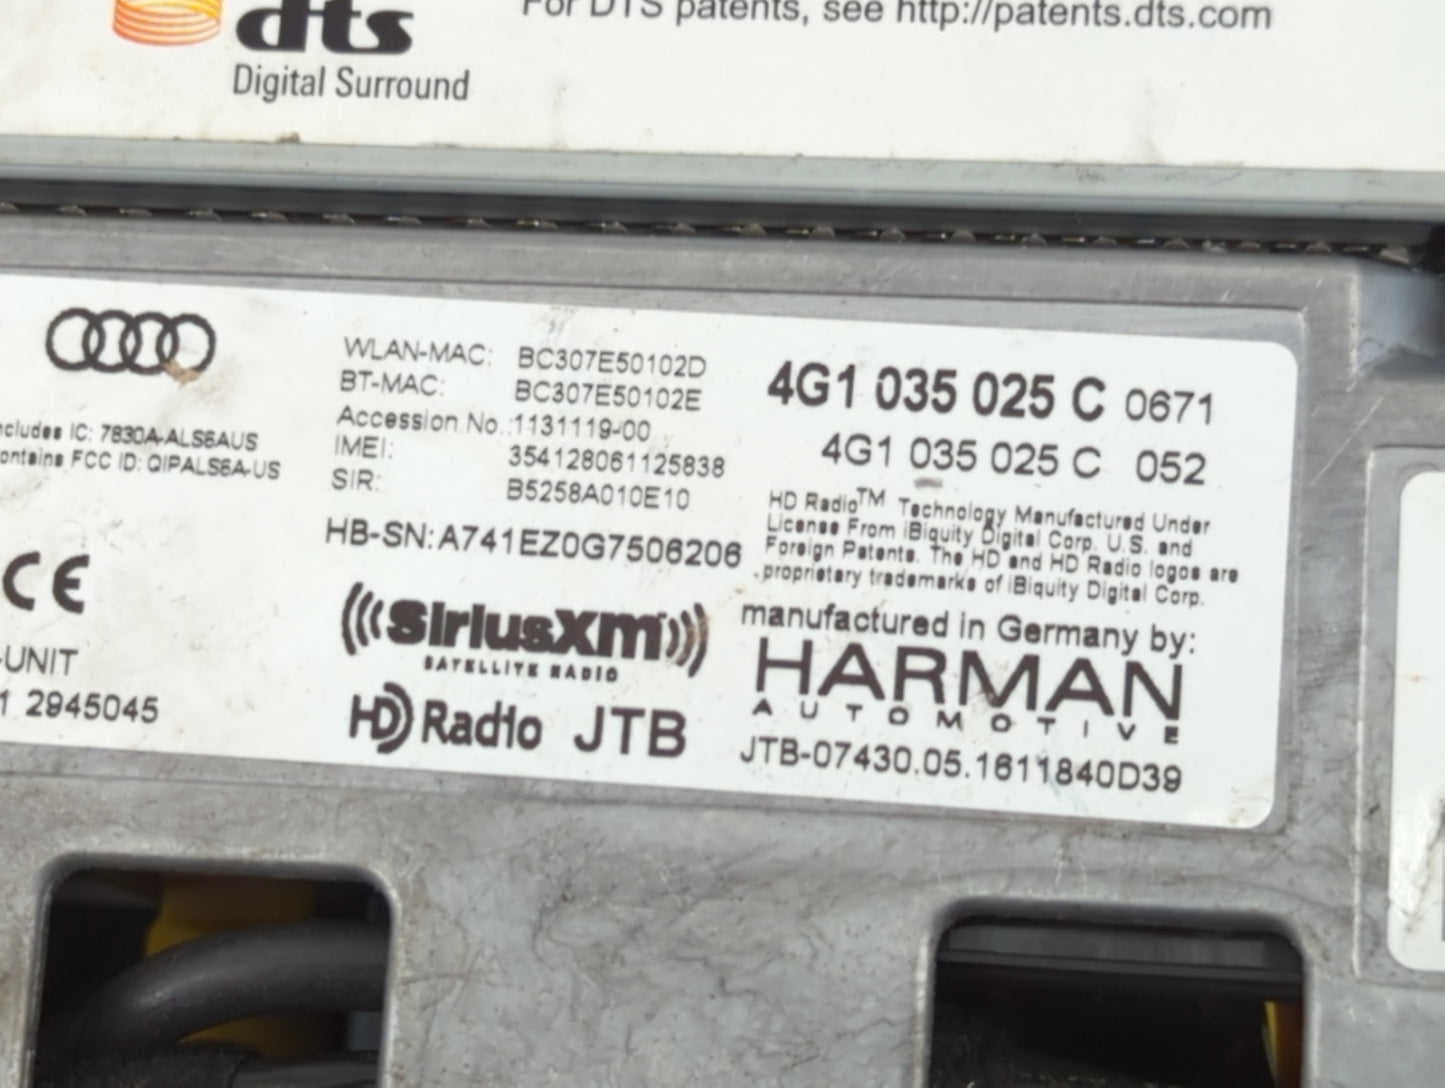 dts
Digital Surround
For DTS patents, see http://patents.dts.com
WLAN-MAC: BC307E50102D
BT-MAC: BC307E50102E
Accession No.:1131119-00
IMEI: 354128061125838
SIR: B5258A010E10
HB-SN: A741EZ0G7506206
cludes IC: 7830A-ALS6AUS
ontains FCC ID: QIPALS6A-US
CE
-UNIT
1 2945045
((SiriusXM))
SATELLITE RADIO
HD Radio JTB
4G1 035 025 C 0671
4G1 035 025 C 052
HD Radio™ Technology Manufactured Under
License From iBiquity Digital Corp. U.S. and
Foreign Patents. The HD and HD Radio logos are
proprietary trademarks of iBiquity Digital Corp.
manufactured in Germany by:
HARMAN
AUTOMOTIVE
JTB-07430.05.1611840D39